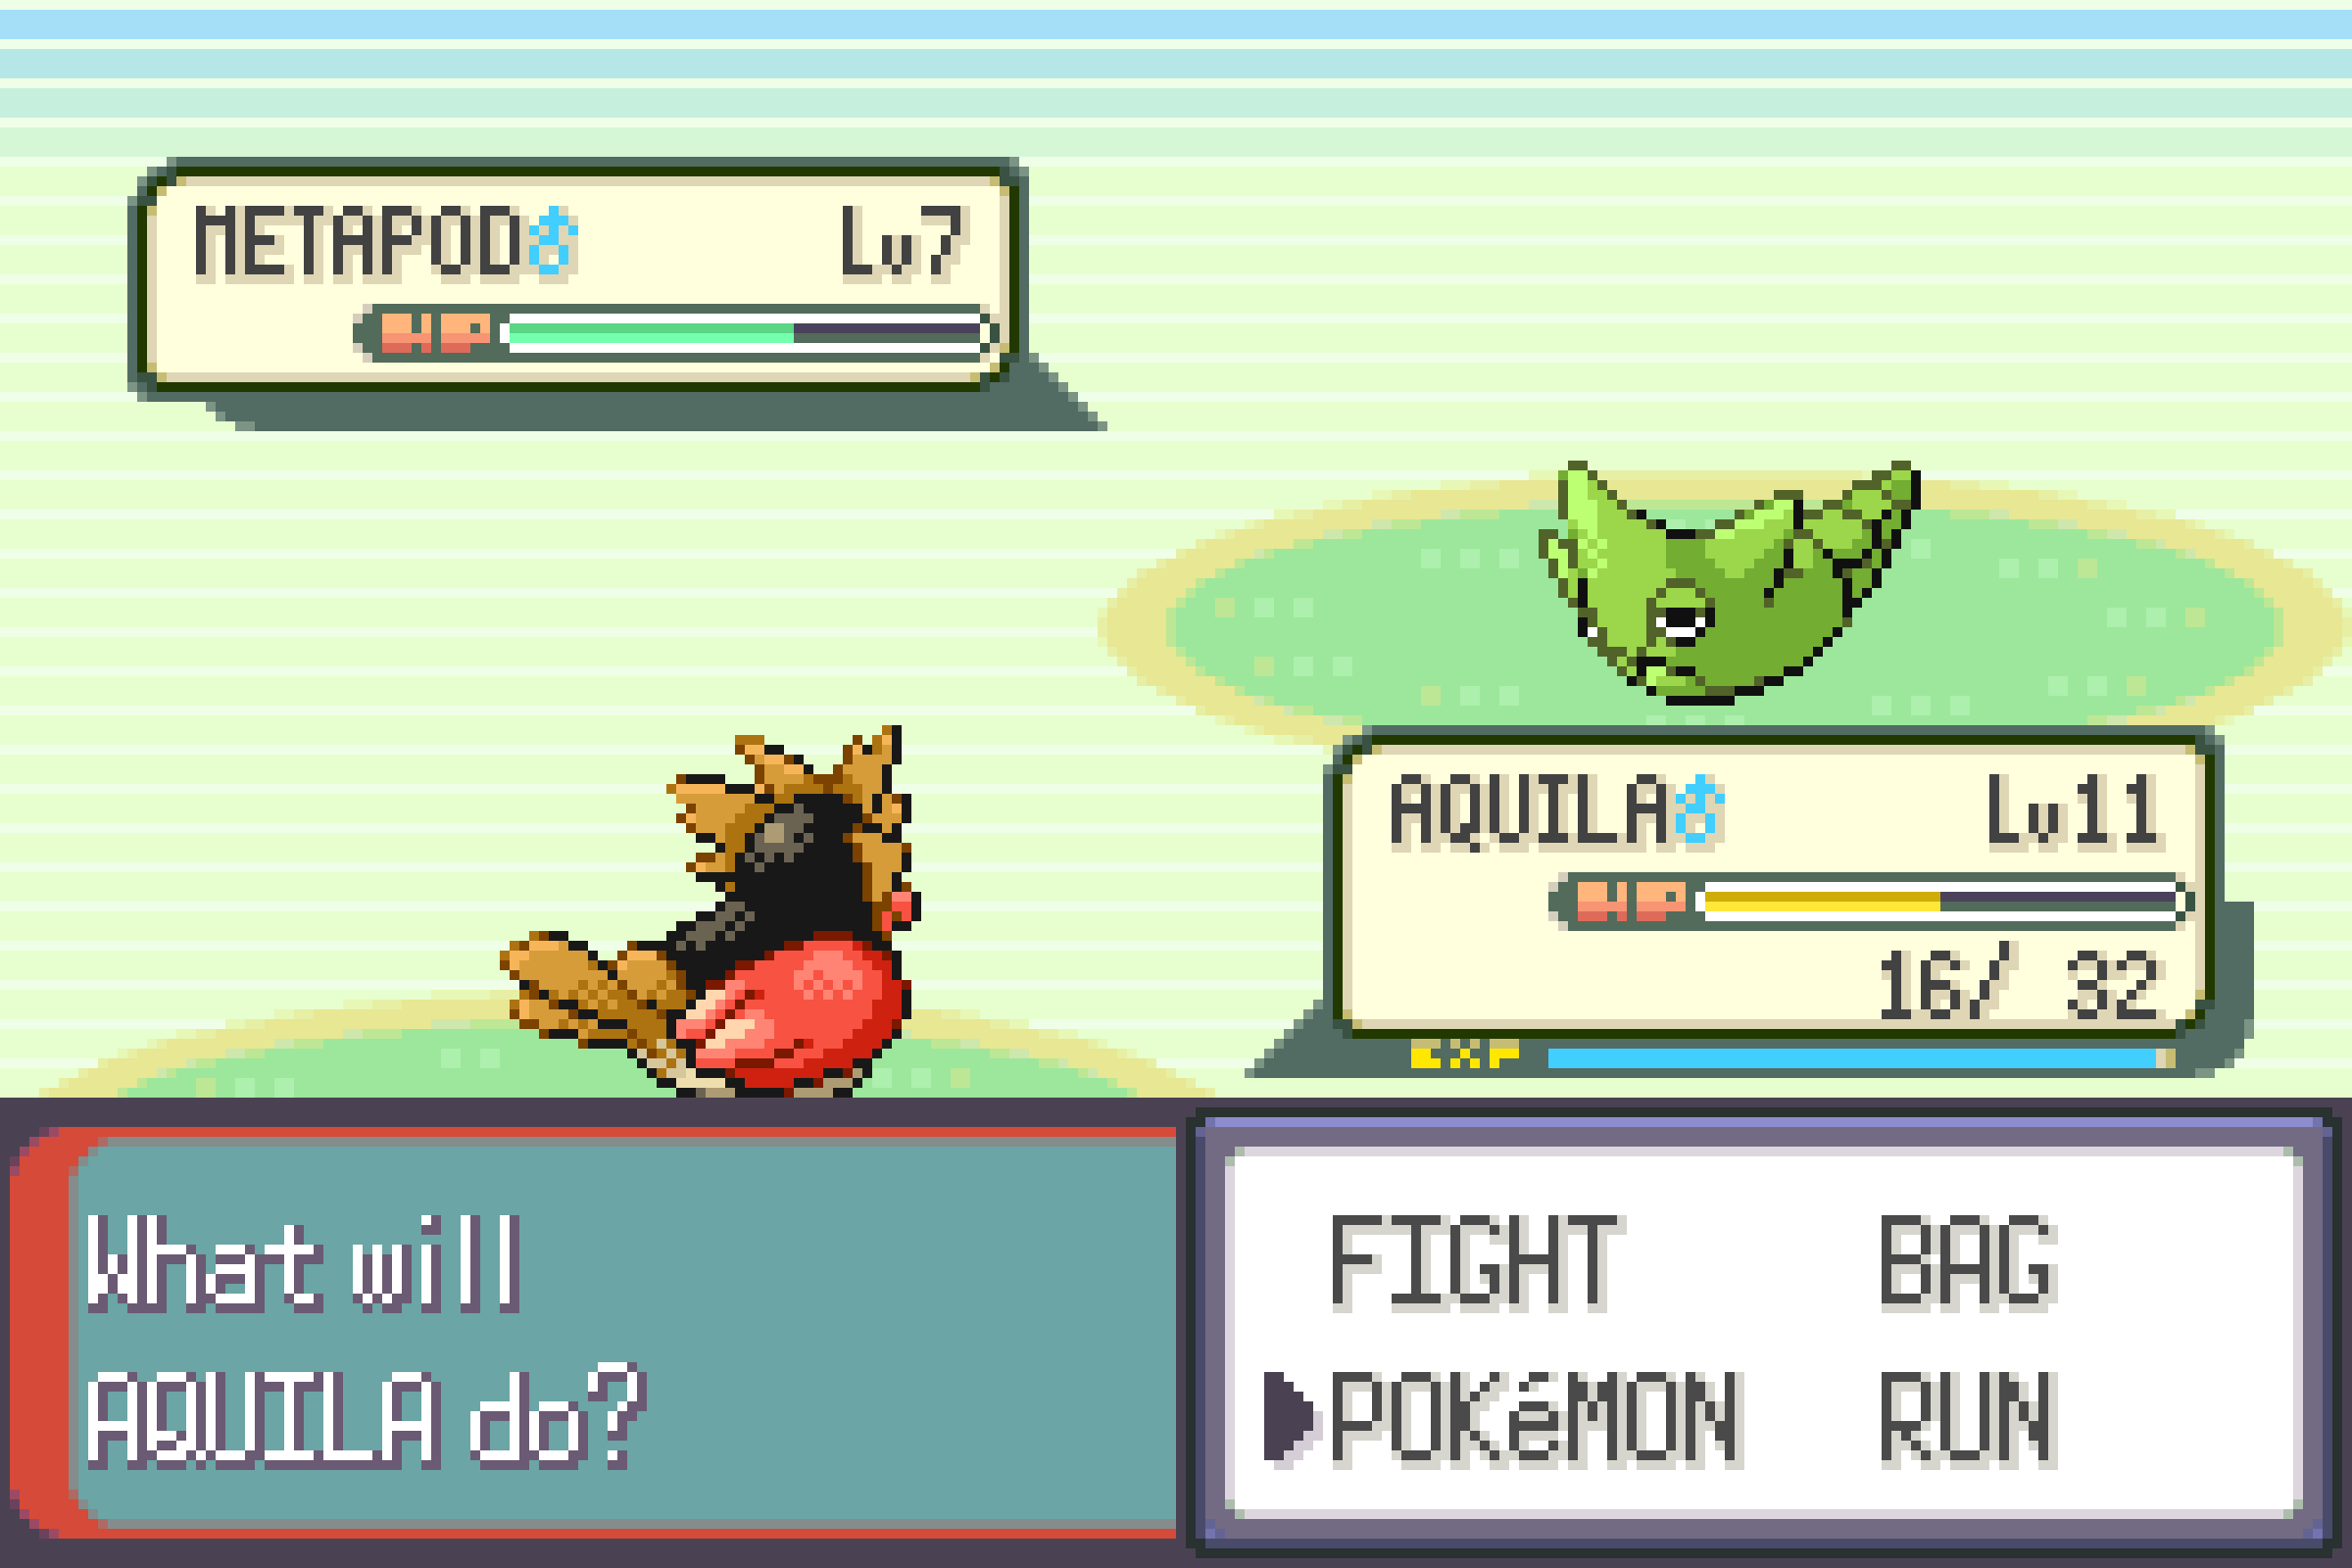 METAPOD♂ Lv7
HP
AQUILA♂ Lv11
HP
16/ 32
EXP
What will
AQUILA do?
FIGHT BAG
▶POKéMON RUN